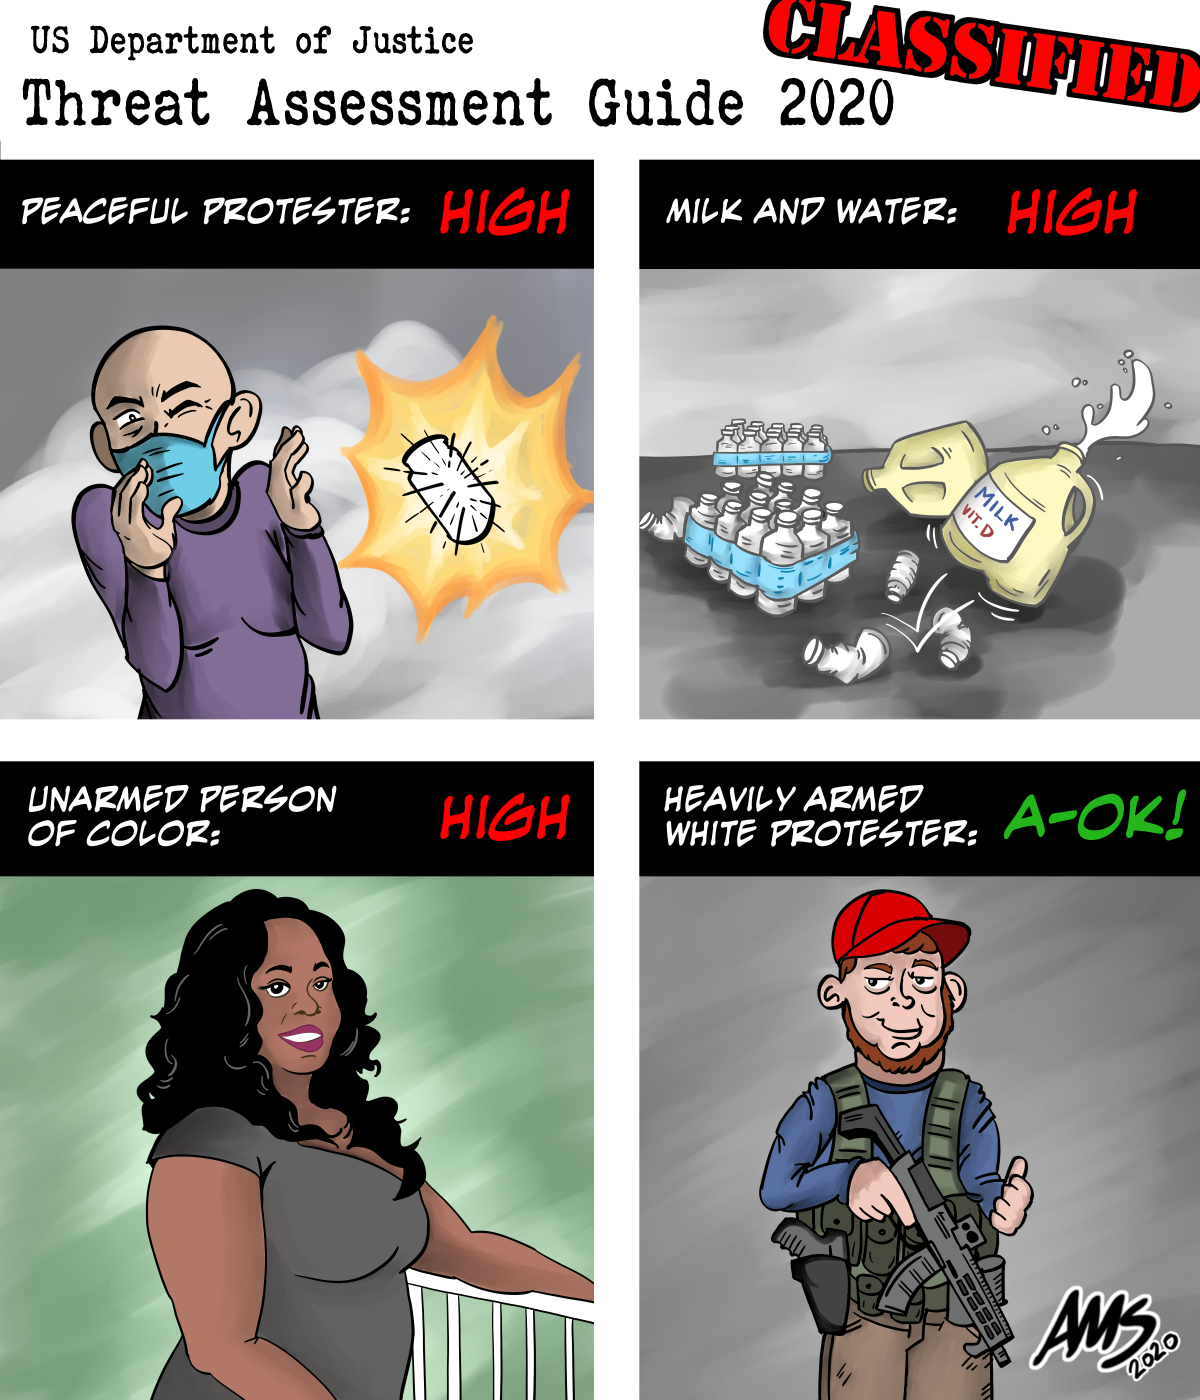 US Department of Justice
CLASSIFIED
Threat Assessment Guide 2020
PEACEFUL PROTESTER: HIGH
MILK AND WATER: HIGH
MILK
VIT. D
UNARMED PERSON
OF COLOR:
HIGH
HEAVILY ARMED
WHITE PROTESTER:
A-OK!
AMS
2020